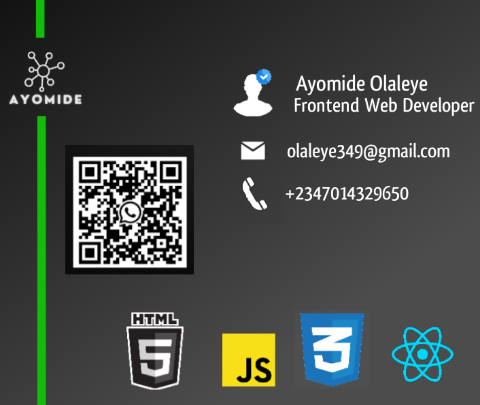 AYOMIDE
Ayomide Olaleye
Frontend Web Developer
olaleye349@gmail.com
+2347014329650
HTML
5
JS
3